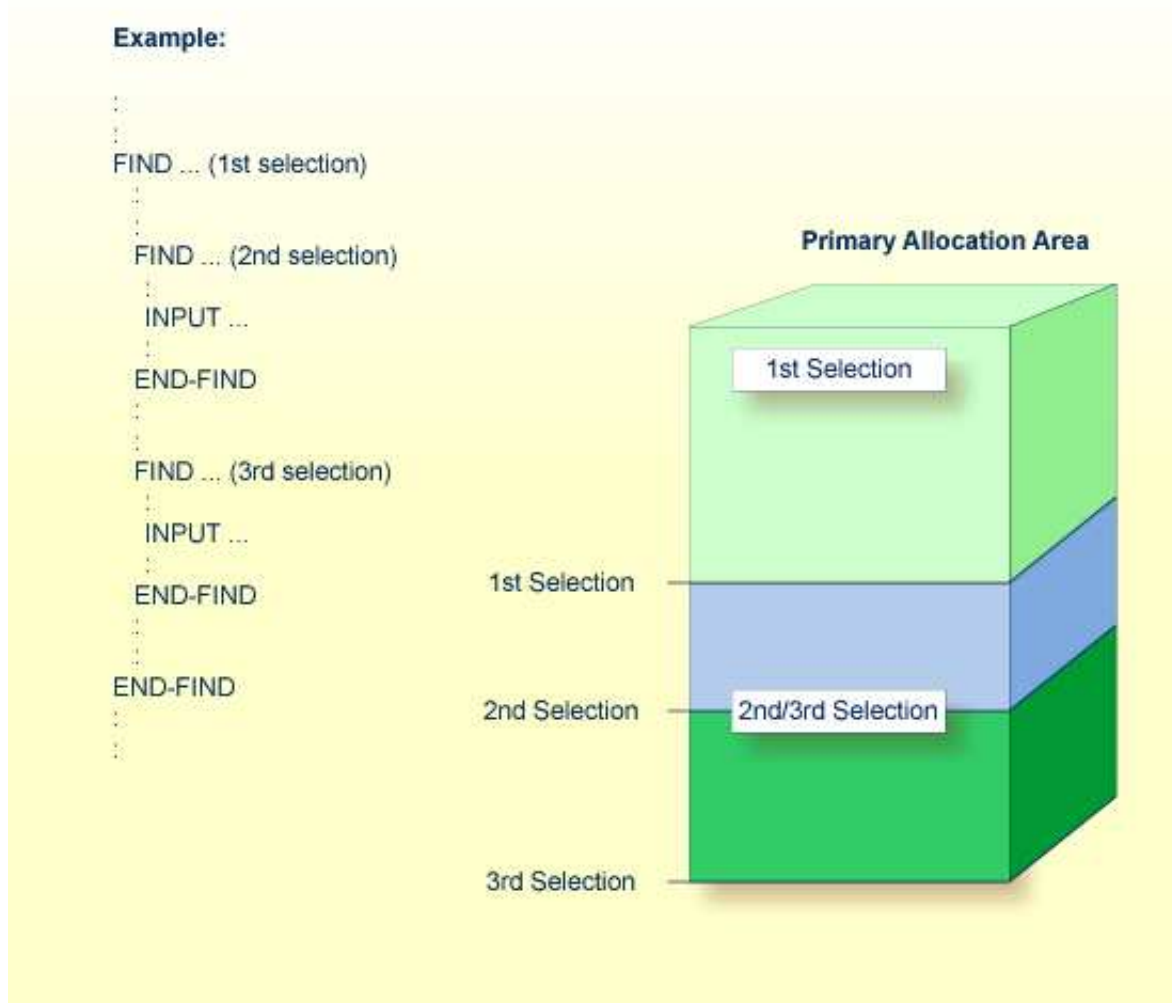 Example:
:
:
FIND ... (1st selection)
:
:
FIND ... (2nd selection)
:
INPUT ...
:
END-FIND
:
:
FIND ... (3rd selection)
:
INPUT ...
:
END-FIND
:
:
END-FIND
:
:
Primary Allocation Area
1st Selection
1st Selection
2nd Selection
2nd/3rd Selection
3rd Selection